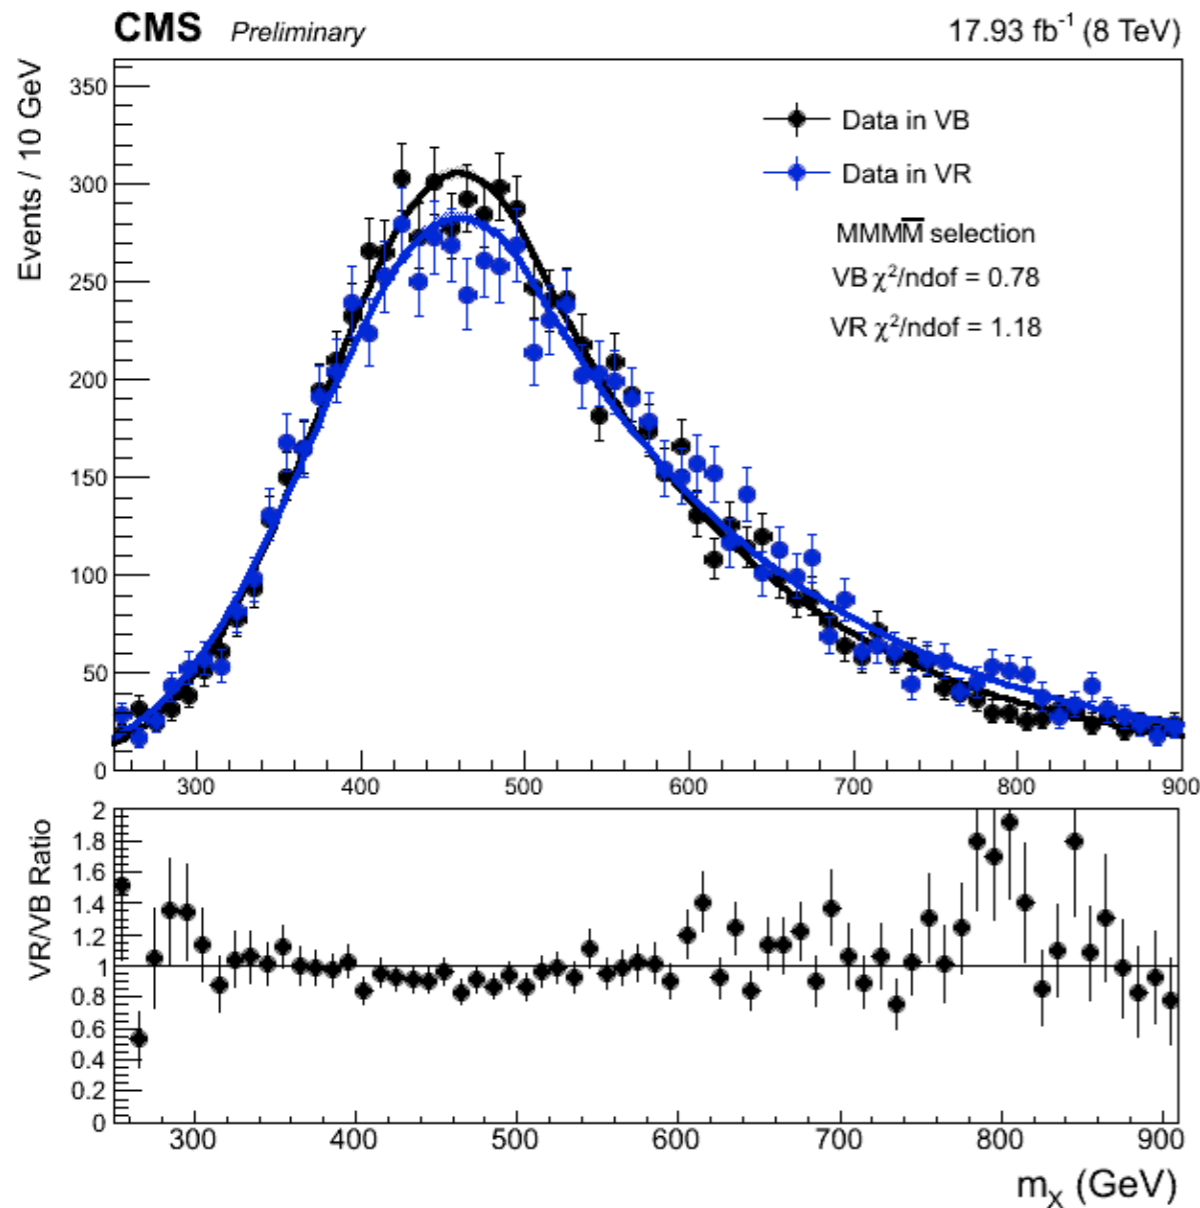 CMS Preliminary 17.93 fb⁻¹ (8 TeV)
Events / 10 GeV
350
300
250
200
150
100
50
0
Data in VB
Data in VR
MMMM̅ selection
VB χ²/ndof = 0.78
VR χ²/ndof = 1.18
300 400 500 600 700 800 900
VR/VB Ratio
2
1.8
1.6
1.4
1.2
1
0.8
0.6
0.4
0.2
0
300 400 500 600 700 800 900
m_X (GeV)